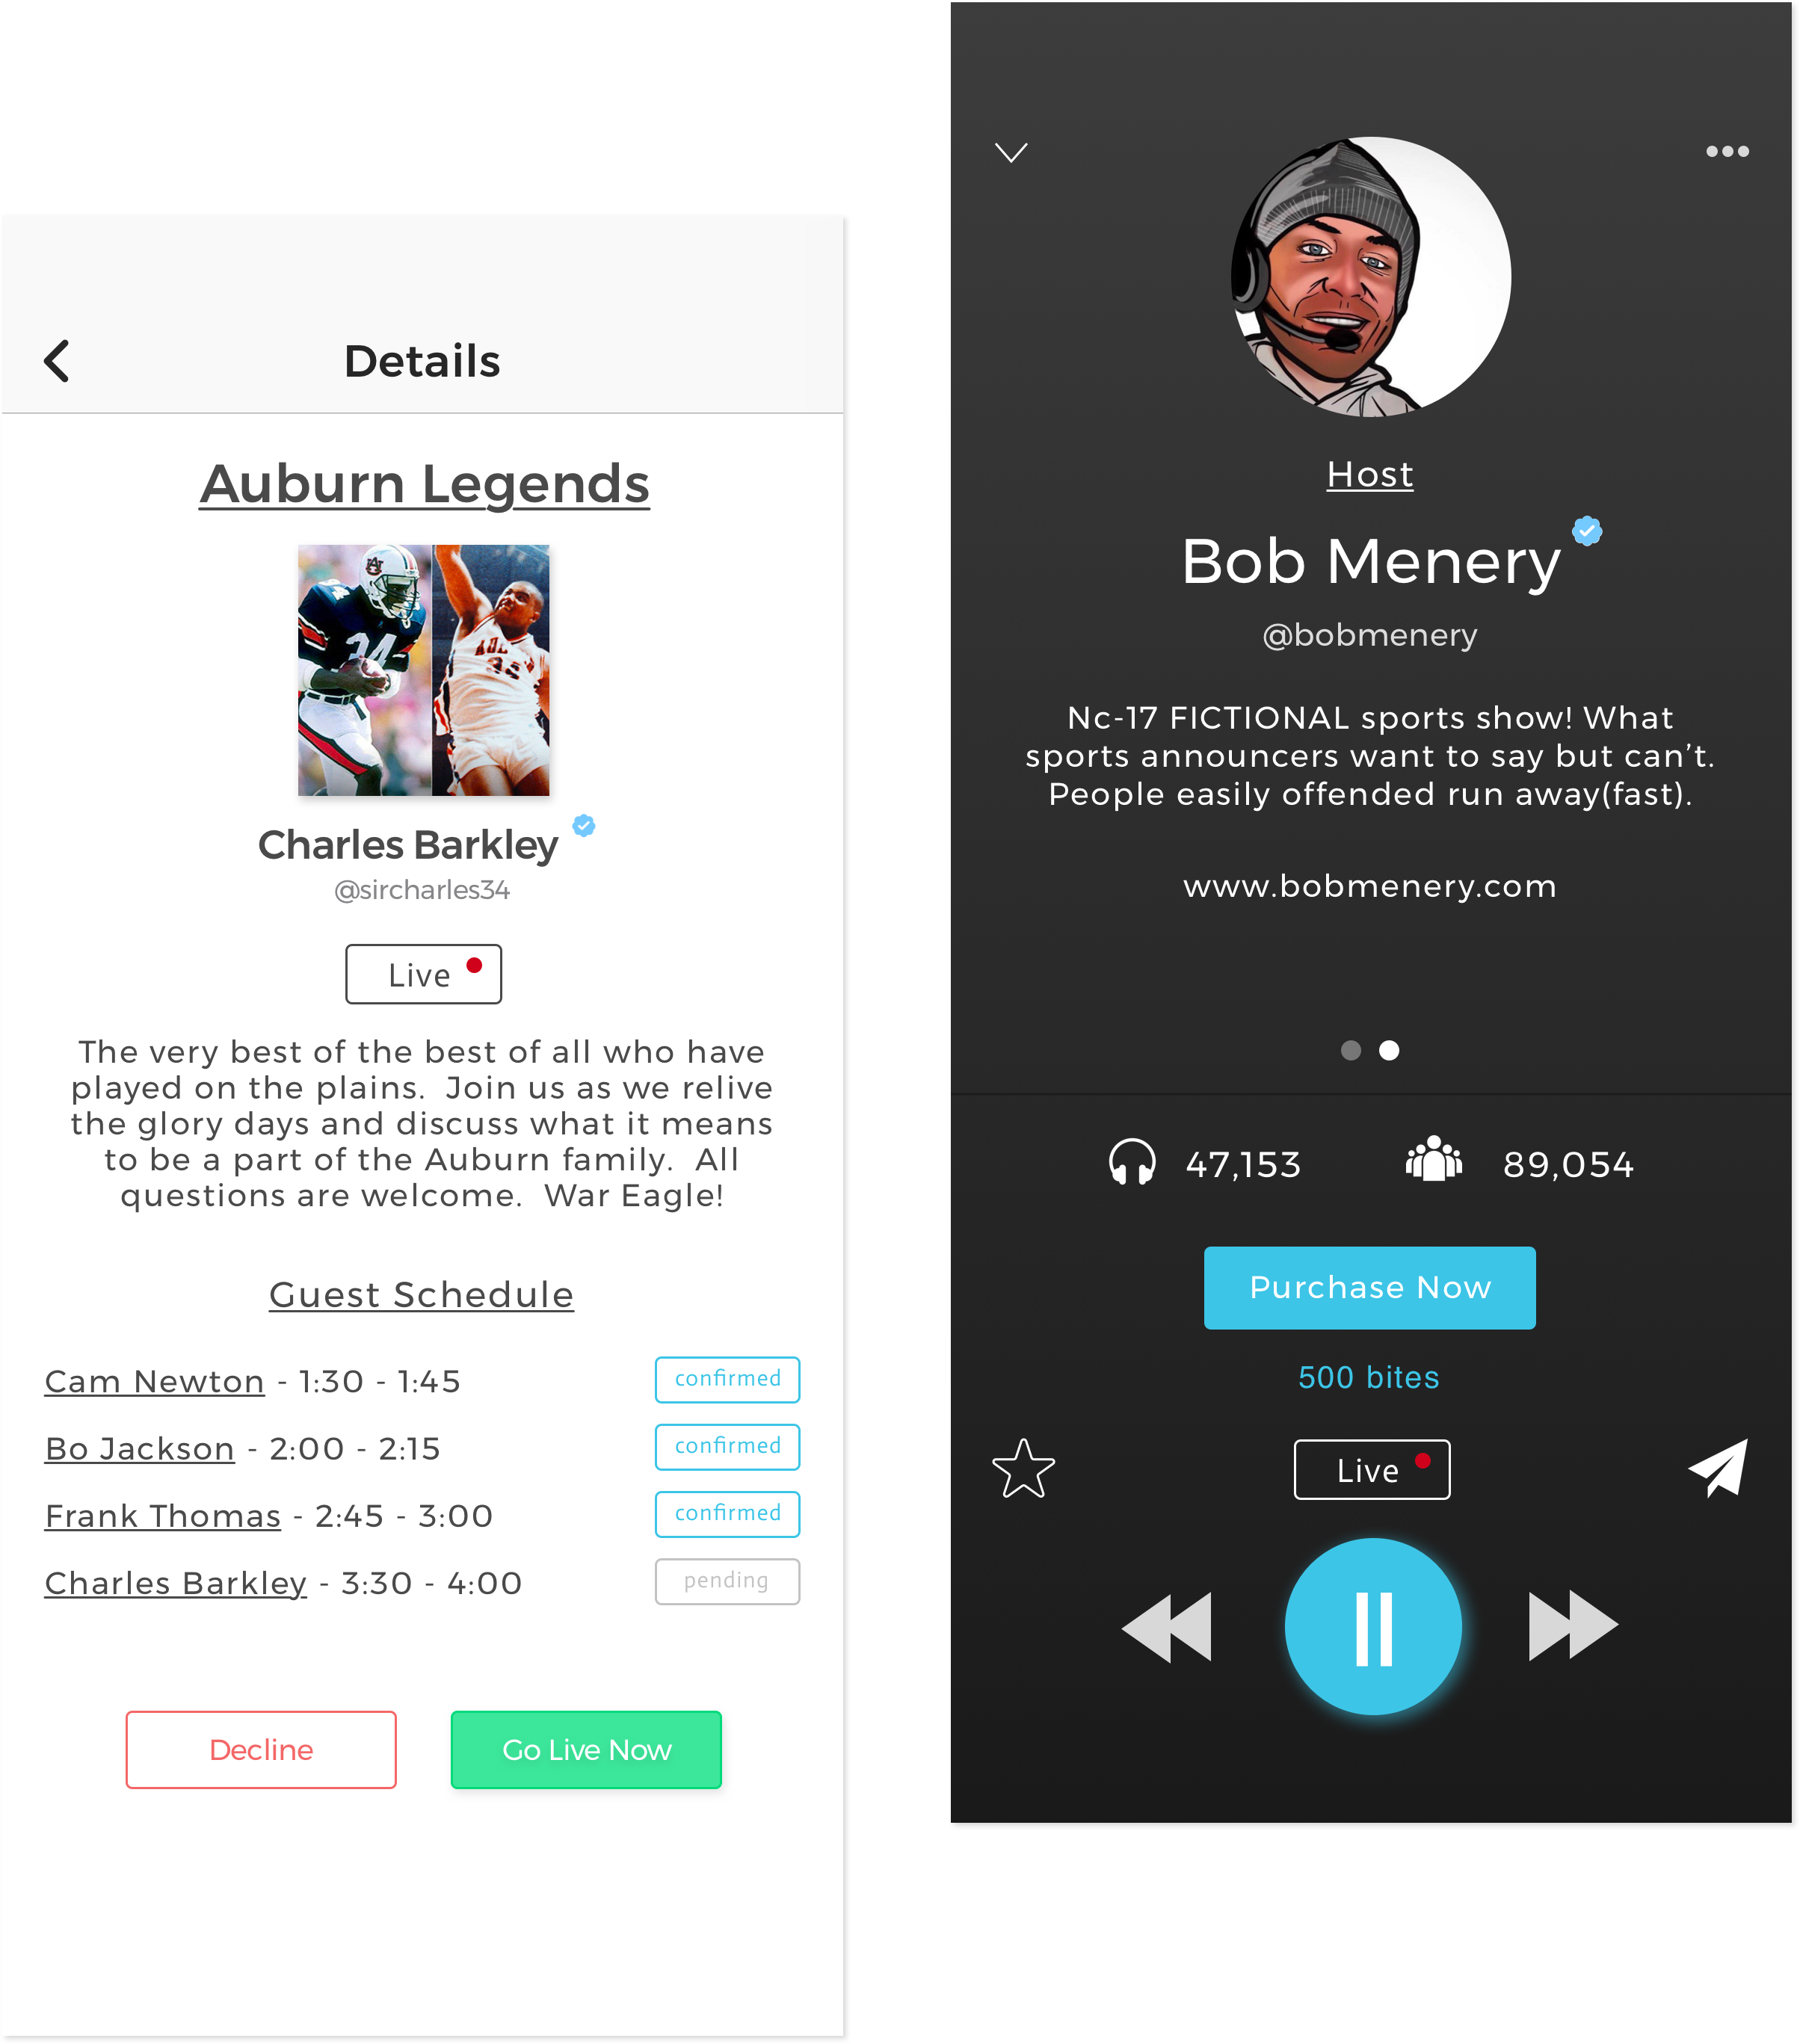 Details
Auburn Legends
34
Charles Barkley
@sircharles34
Live
The very best of the best of all who have
played on the plains.  Join us as we relive
the glory days and discuss what it means
to be a part of the Auburn family.  All
questions are welcome.  War Eagle!
Guest Schedule
Cam Newton - 1:30 - 1:45 confirmed
Bo Jackson - 2:00 - 2:15 confirmed
Frank Thomas - 2:45 - 3:00 confirmed
Charles Barkley - 3:30 - 4:00 pending
Decline Go Live Now
Host
Bob Menery
@bobmenery
Nc-17 FICTIONAL sports show! What
sports announcers want to say but can’t.
People easily offended run away(fast).
www.bobmenery.com
47,153 89,054
Purchase Now
500 bites
Live